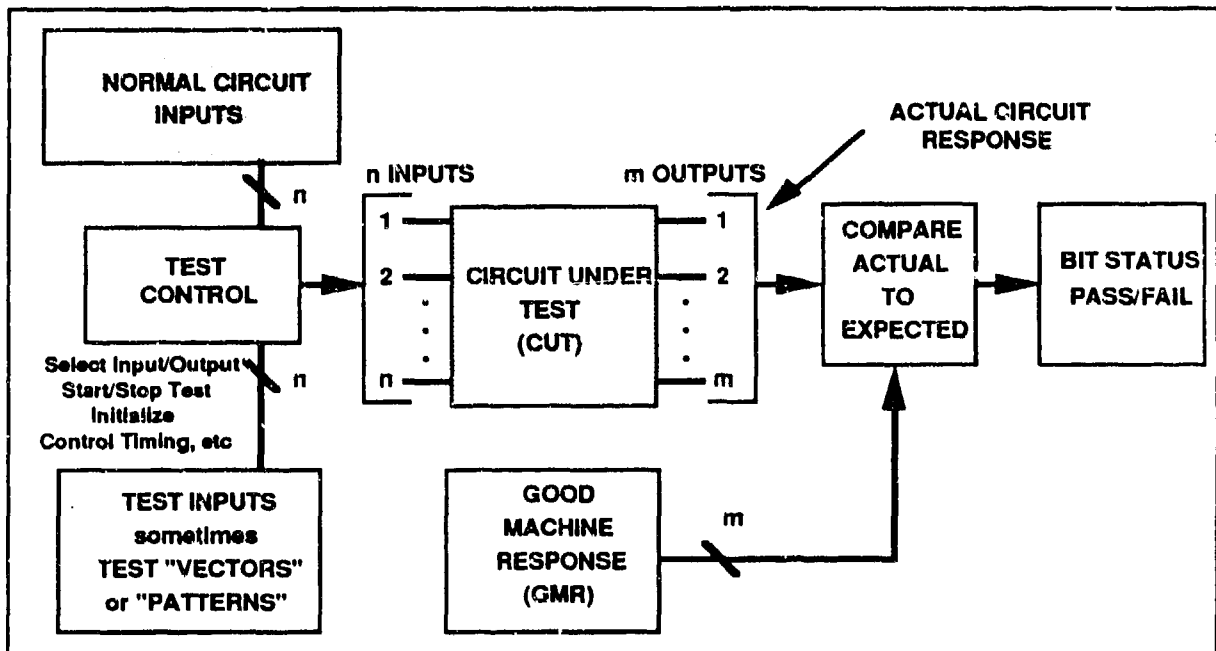 NORMAL CIRCUIT
INPUTS
n
TEST
CONTROL
Select Input/Output
Start/Stop Test
Initialize
Control Timing, etc
n
TEST INPUTS
sometimes
TEST "VECTORS"
or "PATTERNS"
n INPUTS
1
2
n
CIRCUIT UNDER
TEST
(CUT)
m OUTPUTS
1
2
m
ACTUAL CIRCUIT
RESPONSE
COMPARE
ACTUAL
TO
EXPECTED
BIT STATUS
PASS/FAIL
GOOD
MACHINE
RESPONSE
(GMR)
m